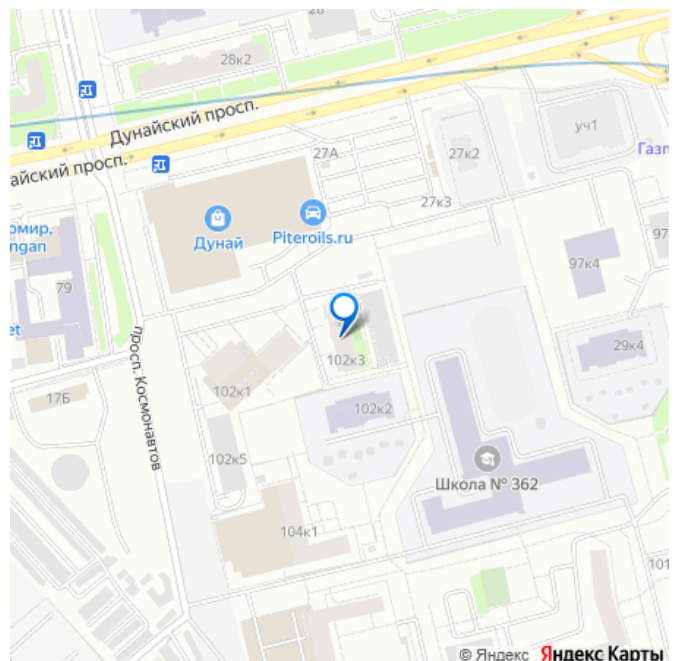 28
28к2
Дунайский просп.
айский просп.
27А
27к2
уч1
Газп
27к3
омир,
ngan
Дунай
Piteroils.ru
79
97
97к4
et
просп. Космонавтов
102к3
29к4
17Б
102к1
102к2
102к5
Школа № 362
104к1
101
© Яндекс Яндекс Карты